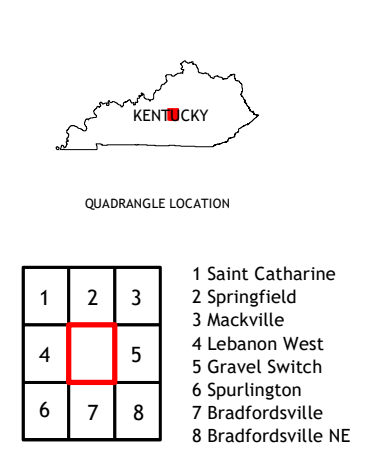 KENTUCKY
QUADRANGLE LOCATION
1 2 3
4 5
6 7 8
1 Saint Catharine
2 Springfield
3 Mackville
4 Lebanon West
5 Gravel Switch
6 Spurlington
7 Bradfordsville
8 Bradfordsville NE